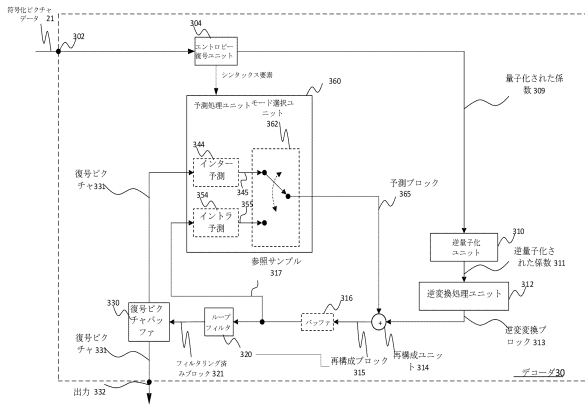 符号化ピクチャ
データ 21
302
304
エントロピー
復号ユニット
シンタックス要素
360
予測処理ユニット
モード選択ユ
ニット
362
量子化された係
数 309
344
インター
予測
345
354
イントラ
予測
355
復号ピク
チャ331
予測ブロック
365
参照サンプル
317
310
逆量子化
ユニット
逆量子化さ
れた係数 311
312
逆変換処理ユニット
330
復号ピク
チャバッ
ファ
ループ
フィルタ
320
316
バッファ
+
逆変変換ブ
ロック 313
復号ピク
チャ 331
フィルタリング済
みブロック 321
再構成ブロック
315
再構成ユニッ
ト 314
デコーダ30
出力 332